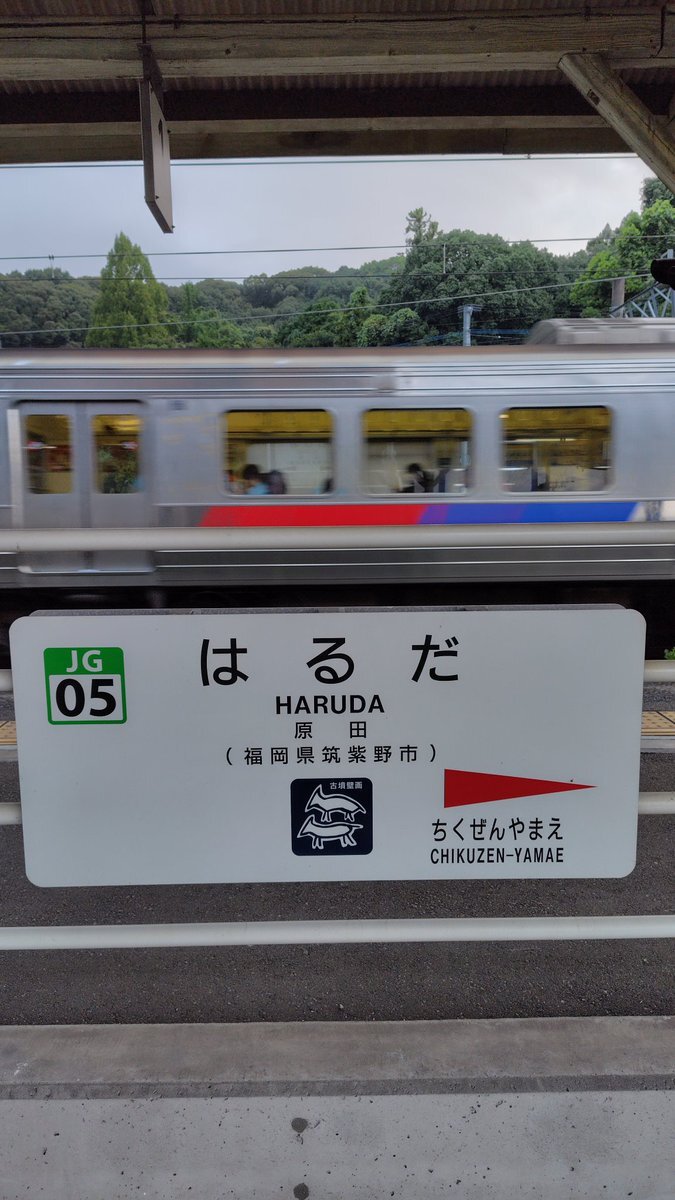 JG
05
はるだ
HARUDA
原田
(福岡県筑紫野市)
古墳壁画
ちくぜんやまえ
CHIKUZEN-YAMAE